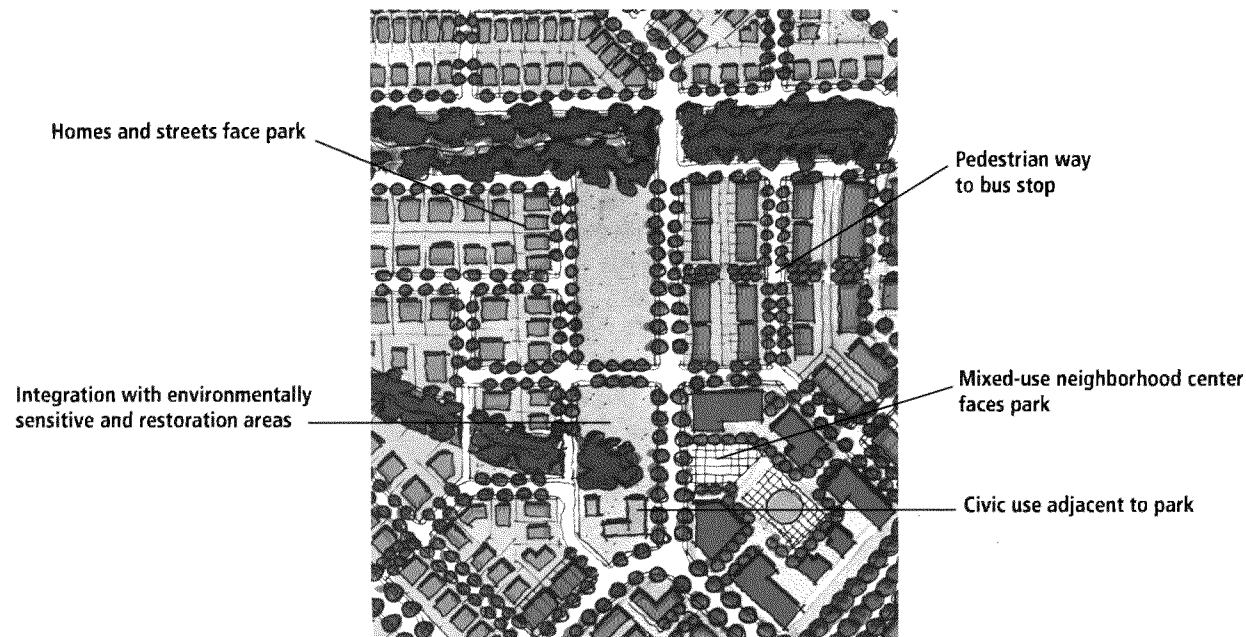 Homes and streets face park
Pedestrian way
to bus stop
Integration with environmentally
sensitive and restoration areas
Mixed-use neighborhood center
faces park
Civic use adjacent to park